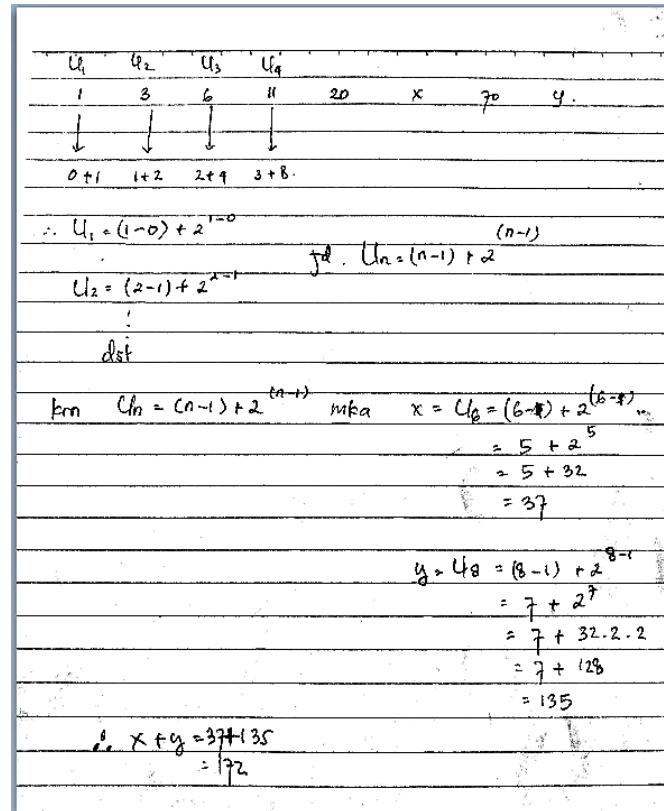 U₁ U₂ U₃ U₄
1 3 6 11 20 x 70 y.
↓ ↓ ↓ ↓
0+1 1+2 2+4 3+8.
∴ U₁ = (1-0) + 2^{1-0}
jd. Uₙ = (n-1) + 2^{(n-1)}
U₂ = (2-1) + 2^{2-1}
⋮
dst
krn Uₙ = (n-1) + 2^{(n-1)} mka x = U₆ = (6-1) + 2^{(6-1)}
= 5 + 2^5
= 5 + 32
= 37
y = U₈ = (8-1) + 2^{8-1}
= 7 + 2^7
= 7 + 32.2.2
= 7 + 128
= 135
∴ x + y = 37+135
= 172